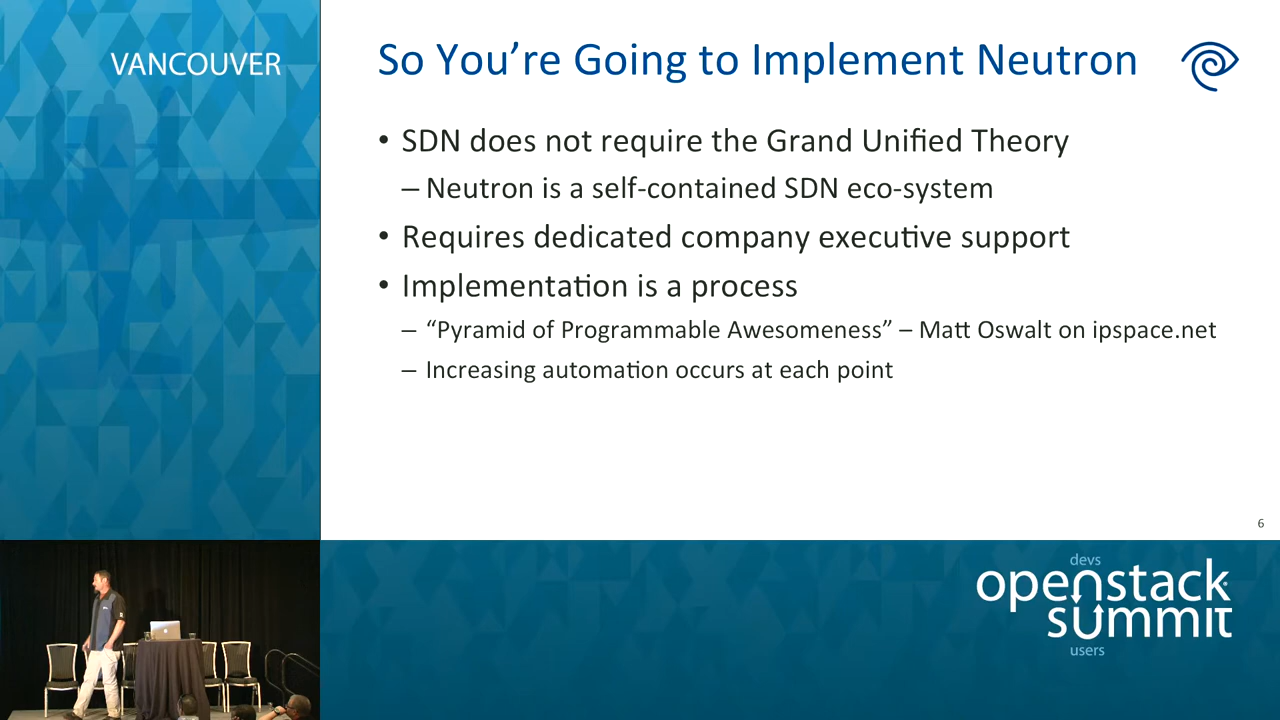 VANCOUVER
So You’re Going to Implement Neutron
• SDN does not require the Grand Unified Theory
– Neutron is a self-contained SDN eco-system
• Requires dedicated company executive support
• Implementation is a process
– “Pyramid of Programmable Awesomeness” – Matt Oswalt on ipspace.net
– Increasing automation occurs at each point
6
devs
openstack
summit
users